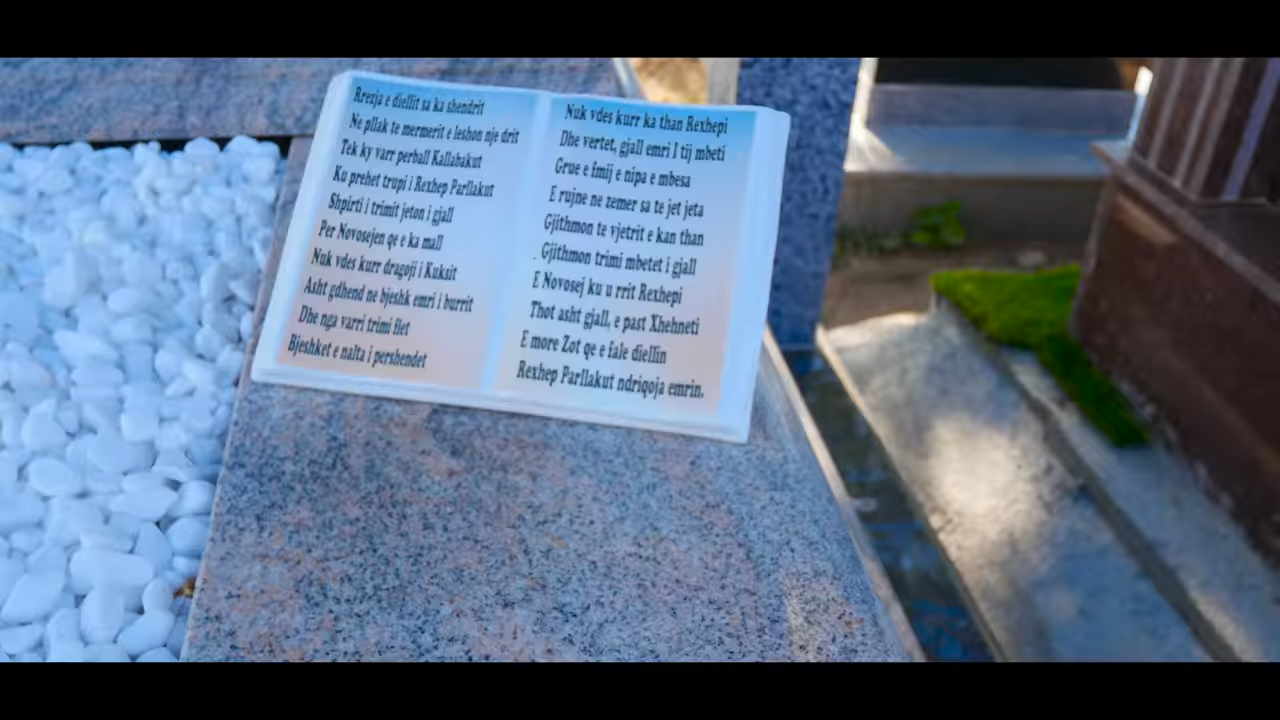 Rrezja e diellit sa ka shendrit
Ne pllak te mermerit e leshon nje drit
Tek ky varr perball Kallabakut
Ku prehet trupi i Rexhep Parllakut
Shpirti i trimit jeton i gjall
Per Novosejen qe e ka mall
Nuk vdes kurr dragoji i Kuksit
Asht gdhend ne bjeshk emri i burrit
Dhe nga varri trimi flet
Bjeshket e nalta i pershendet
Nuk vdes kurr ka than Rexhepi
Dhe vertet, gjall emri I tij mbeti
Grue e fmij e nipa e mbesa
E rujne ne zemer sa te jet jeta
Gjithmon te vjetrit e kan than
Gjithmon trimi mbetet i gjall
E Novosej ku u rrit Rexhepi
Thot asht gjall, e past Xhehneti
E more Zot qe e fale diellin
Rexhep Parllakut ndriqoja emrin.